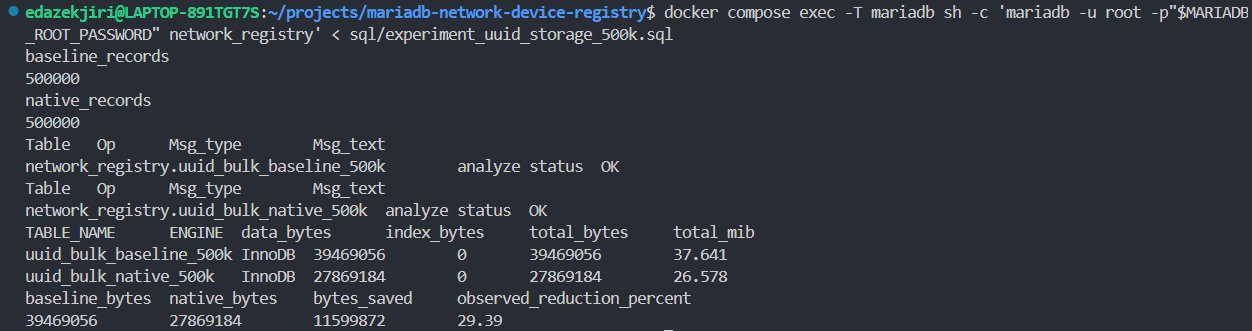 edazekjiri@LAPTOP-891TGT7S:~/projects/mariadb-network-device-registry$ docker compose exec -T mariadb sh -c 'mariadb -u root -p"$MARIADB
_ROOT_PASSWORD" network_registry' < sql/experiment_uuid_storage_500k.sql
baseline_records
500000
native_records
500000
Table Op Msg_type Msg_text
network_registry.uuid_bulk_baseline_500k analyze status OK
Table Op Msg_type Msg_text
network_registry.uuid_bulk_native_500k analyze status OK
TABLE_NAME ENGINE data_bytes index_bytes total_bytes total_mib
uuid_bulk_baseline_500k InnoDB 39469056 0 39469056 37.641
uuid_bulk_native_500k InnoDB 27869184 0 27869184 26.578
baseline_bytes native_bytes bytes_saved observed_reduction_percent
39469056 27869184 11599872 29.39